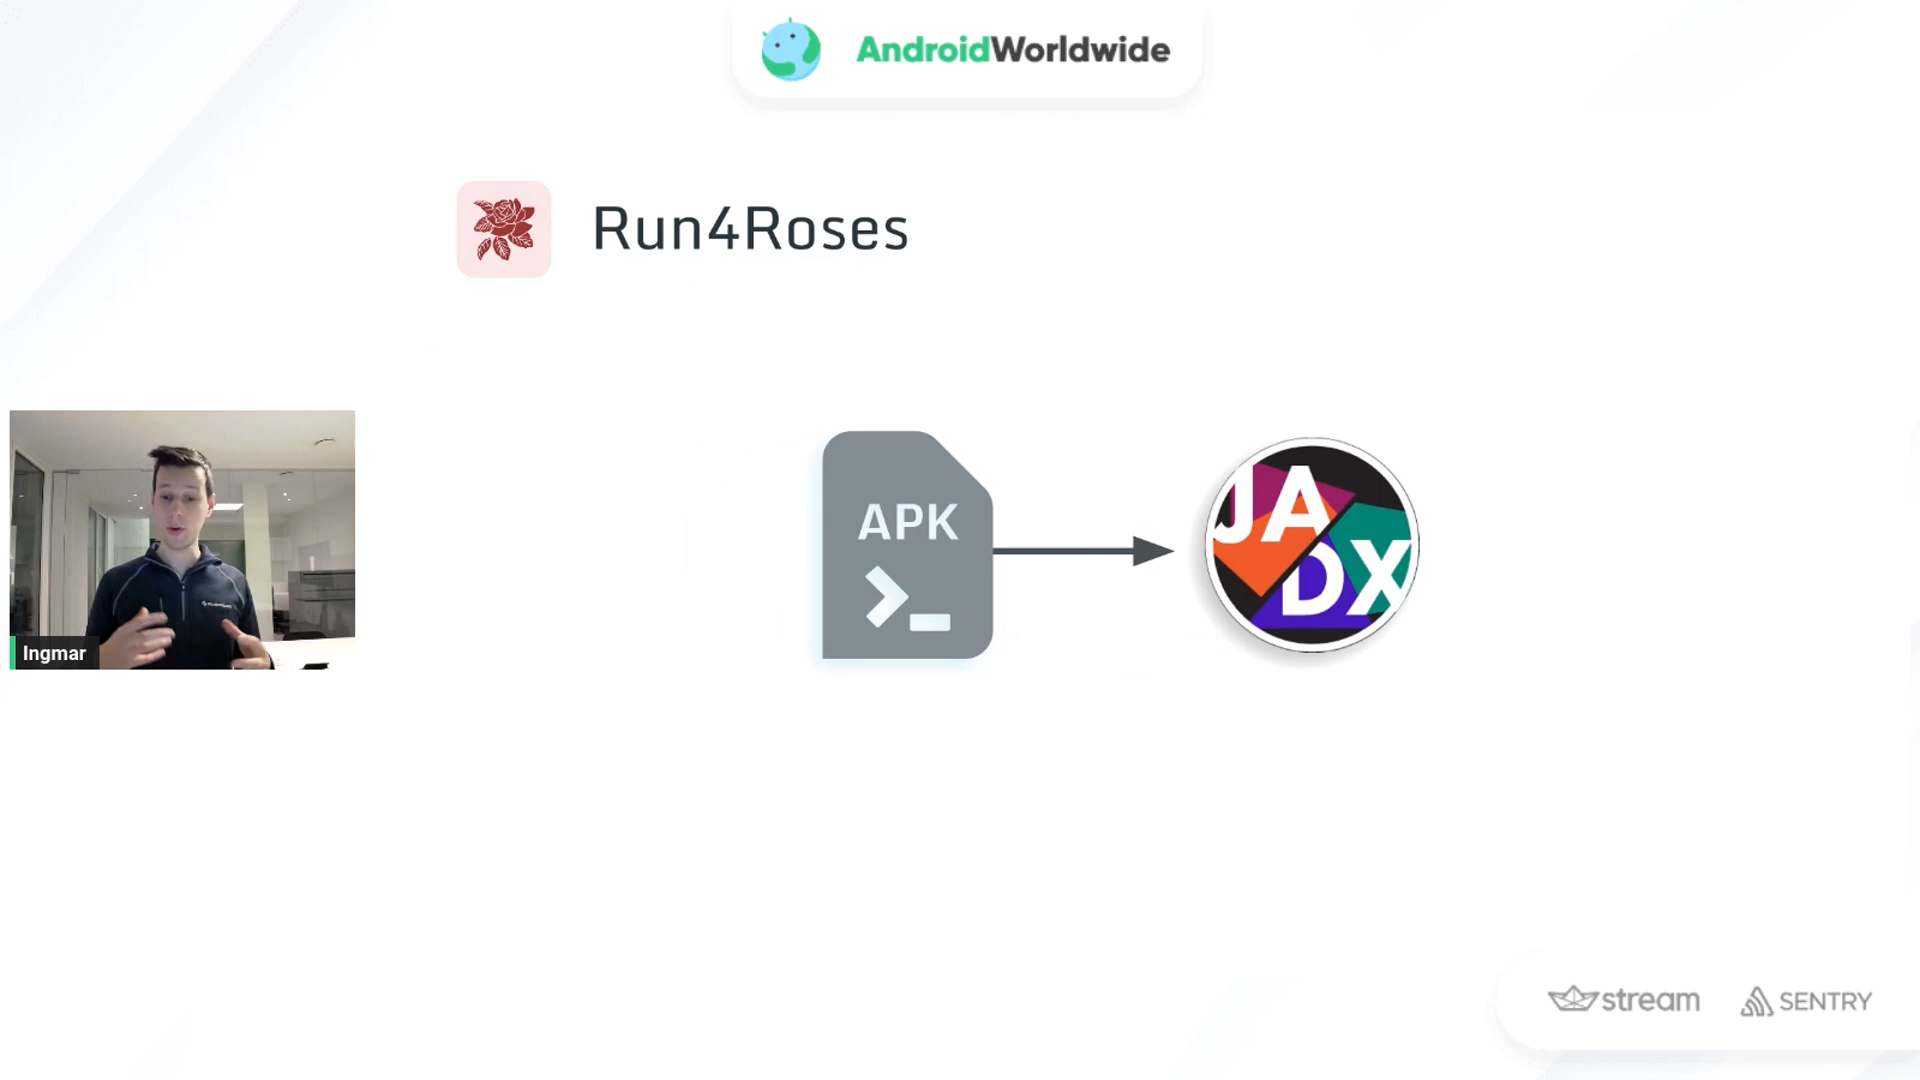 AndroidWorldwide
Run4Roses
APK
JA
DX
Ingmar
stream
SENTRY